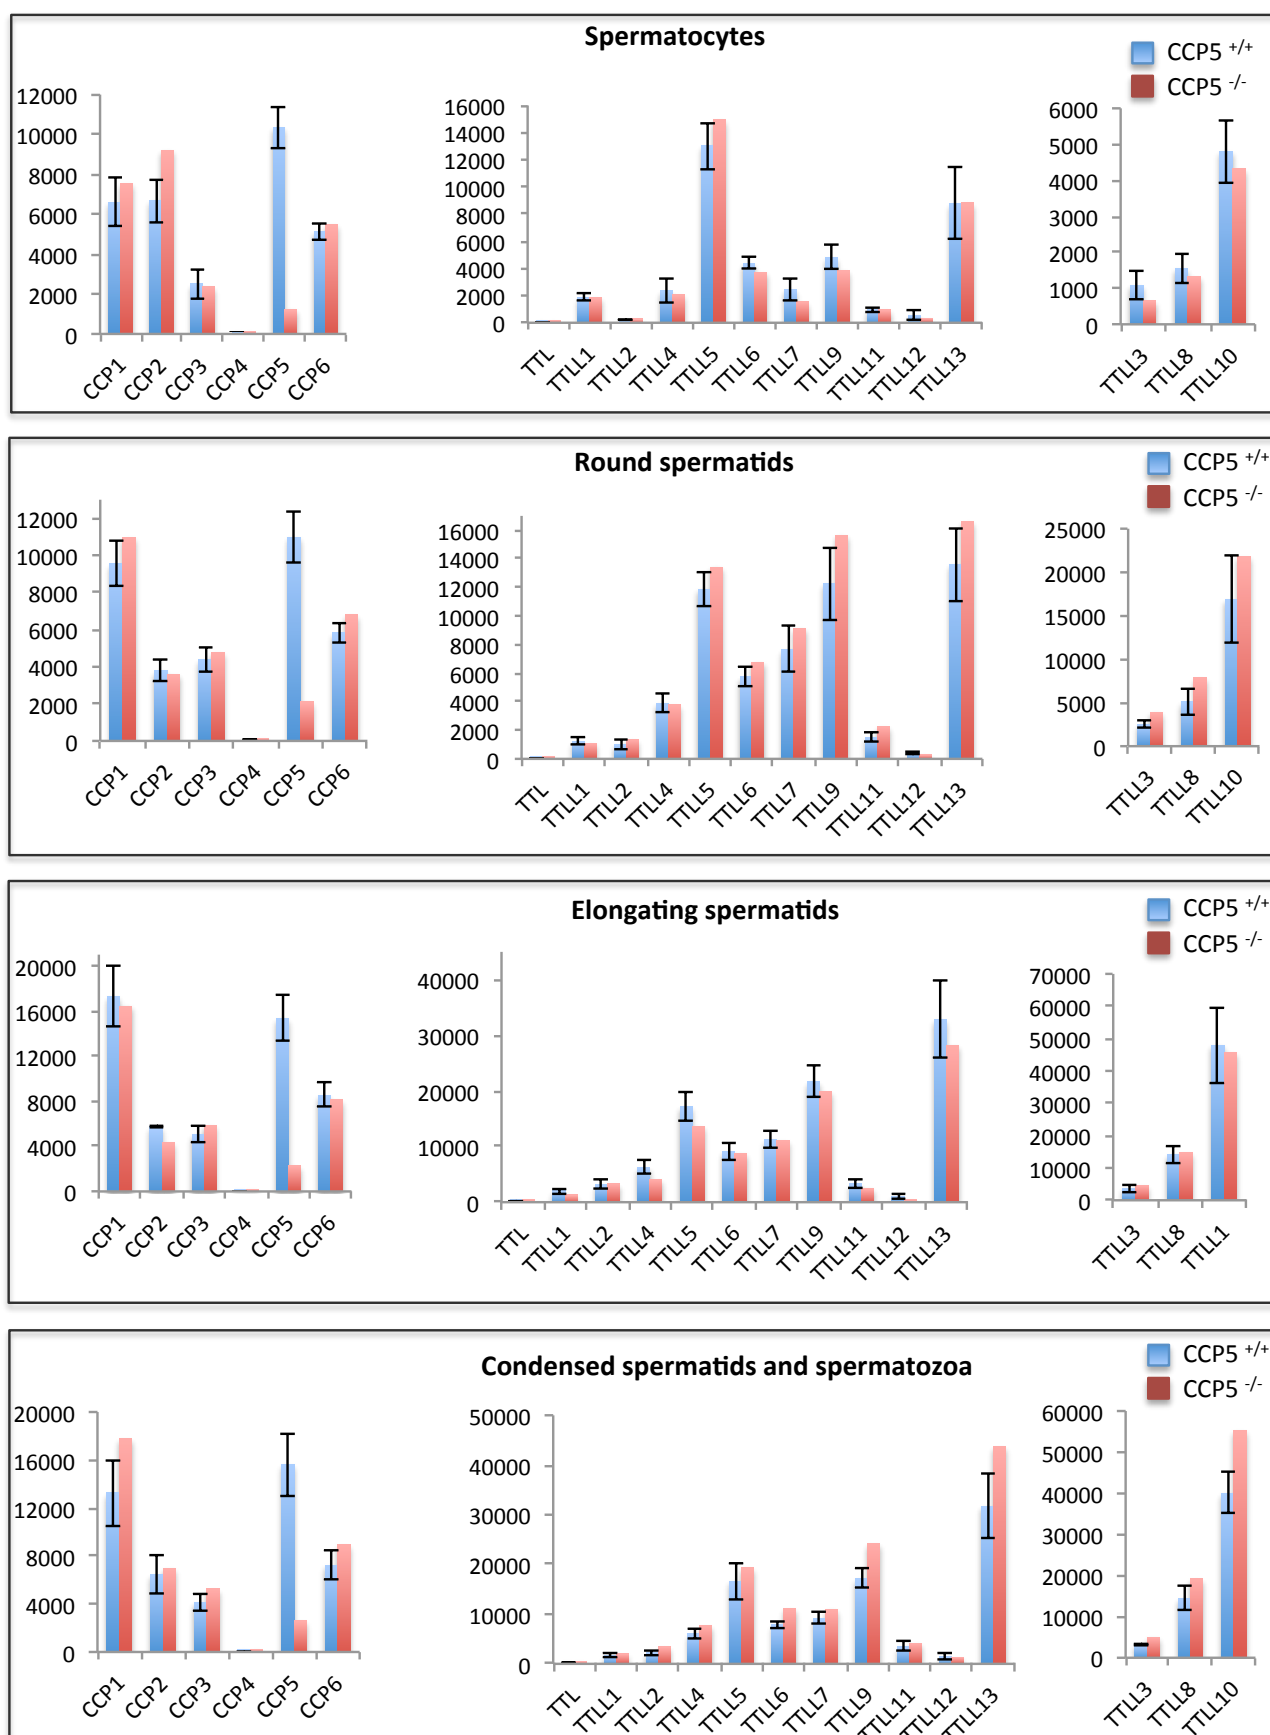 Spermatocytes
CCP5 +/+
CCP5 -/-
12000
10000
8000
6000
4000
2000
0
CCP1
CCP2
CCP3
CCP4
CCP5
CCP6
16000
14000
12000
10000
8000
6000
4000
2000
0
TTL
TTLL1
TTLL2
TTLL4
TTLL5
TTLL6
TTLL7
TTLL9
TTLL11
TTLL12
TTLL13
6000
5000
4000
3000
2000
1000
0
TTLL3
TTLL8
TTLL10
Round spermatids
CCP5 +/+
CCP5 -/-
12000
10000
8000
6000
4000
2000
0
CCP1
CCP2
CCP3
CCP4
CCP5
CCP6
16000
14000
12000
10000
8000
6000
4000
2000
0
TTL
TTLL1
TTLL2
TTLL4
TTLL5
TTLL6
TTLL7
TTLL9
TTLL11
TTLL12
TTLL13
25000
20000
15000
10000
5000
0
TTLL3
TTLL8
TTLL10
Elongating spermatids
CCP5 +/+
CCP5 -/-
20000
16000
12000
8000
4000
0
CCP1
CCP2
CCP3
CCP4
CCP5
CCP6
40000
30000
20000
10000
0
TTL
TTLL1
TTLL2
TTLL4
TTLL5
TTLL6
TTLL7
TTLL9
TTLL11
TTLL12
TTLL13
70000
60000
50000
40000
30000
20000
10000
0
TTLL3
TTLL8
TTLL1
Condensed spermatids and spermatozoa
CCP5 +/+
CCP5 -/-
20000
16000
12000
8000
4000
0
CCP1
CCP2
CCP3
CCP4
CCP5
CCP6
50000
40000
30000
20000
10000
0
TTL
TTLL1
TTLL2
TTLL4
TTLL5
TTLL6
TTLL7
TTLL9
TTLL11
TTLL12
TTLL13
60000
50000
40000
30000
20000
10000
0
TTLL3
TTLL8
TTLL10